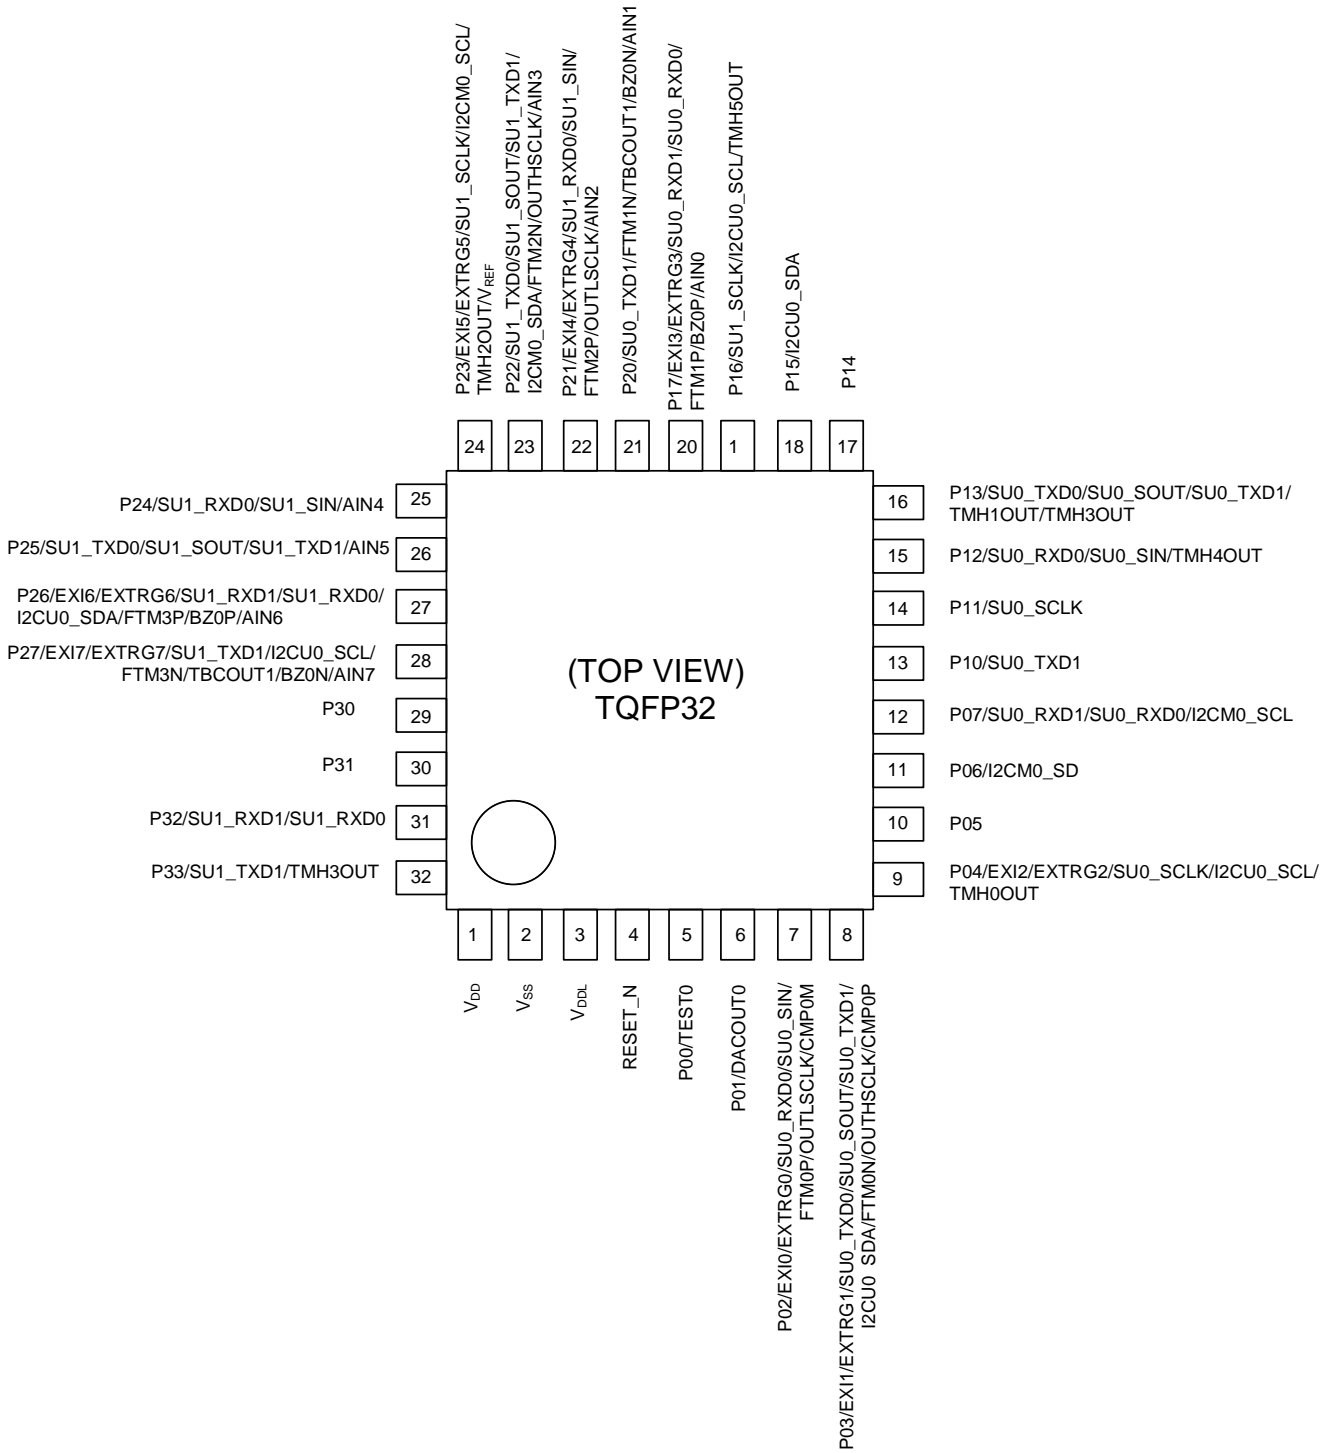 P23/EXI5/EXTRG5/SU1_SCLK/I2CM0_SCL/
TMH2OUT/VREF
P22/SU1_TXD0/SU1_SOUT/SU1_TXD1/
I2CM0_SDA/FTM2N/OUTHSCLK/AIN3
P21/EXI4/EXTRG4/SU1_RXD0/SU1_SIN/
FTM2P/OUTLSCLK/AIN2
P20/SU0_TXD1/FTM1N/TBCOUT1/BZ0N/AIN1
P17/EXI3/EXTRG3/SU0_RXD1/SU0_RXD0/
FTM1P/BZ0P/AIN0
P16/SU1_SCLK/I2CU0_SCL/TMH5OUT
P15/I2CU0_SDA
P14
24
23
22
21
20
1
18
17
P24/SU1_RXD0/SU1_SIN/AIN4
25
P25/SU1_TXD0/SU1_SOUT/SU1_TXD1/AIN5
26
P26/EXI6/EXTRG6/SU1_RXD1/SU1_RXD0/
I2CU0_SDA/FTM3P/BZ0P/AIN6
27
P27/EXI7/EXTRG7/SU1_TXD1/I2CU0_SCL/
FTM3N/TBCOUT1/BZ0N/AIN7
28
P30
29
P31
30
P32/SU1_RXD1/SU1_RXD0
31
P33/SU1_TXD1/TMH3OUT
32
(TOP VIEW)
TQFP32
16
P13/SU0_TXD0/SU0_SOUT/SU0_TXD1/
TMH1OUT/TMH3OUT
15
P12/SU0_RXD0/SU0_SIN/TMH4OUT
14
P11/SU0_SCLK
13
P10/SU0_TXD1
12
P07/SU0_RXD1/SU0_RXD0/I2CM0_SCL
11
P06/I2CM0_SD
10
P05
9
P04/EXI2/EXTRG2/SU0_SCLK/I2CU0_SCL/
TMH0OUT
1
2
3
4
5
6
7
8
VDD
VSS
VDDL
RESET_N
P00/TEST0
P01/DACOUT0
P02/EXI0/EXTRG0/SU0_RXD0/SU0_SIN/
FTM0P/OUTLSCLK/CMP0M
P03/EXI1/EXTRG1/SU0_TXD0/SU0_SOUT/SU0_TXD1/
I2CU0_SDA/FTM0N/OUTHSCLK/CMP0P